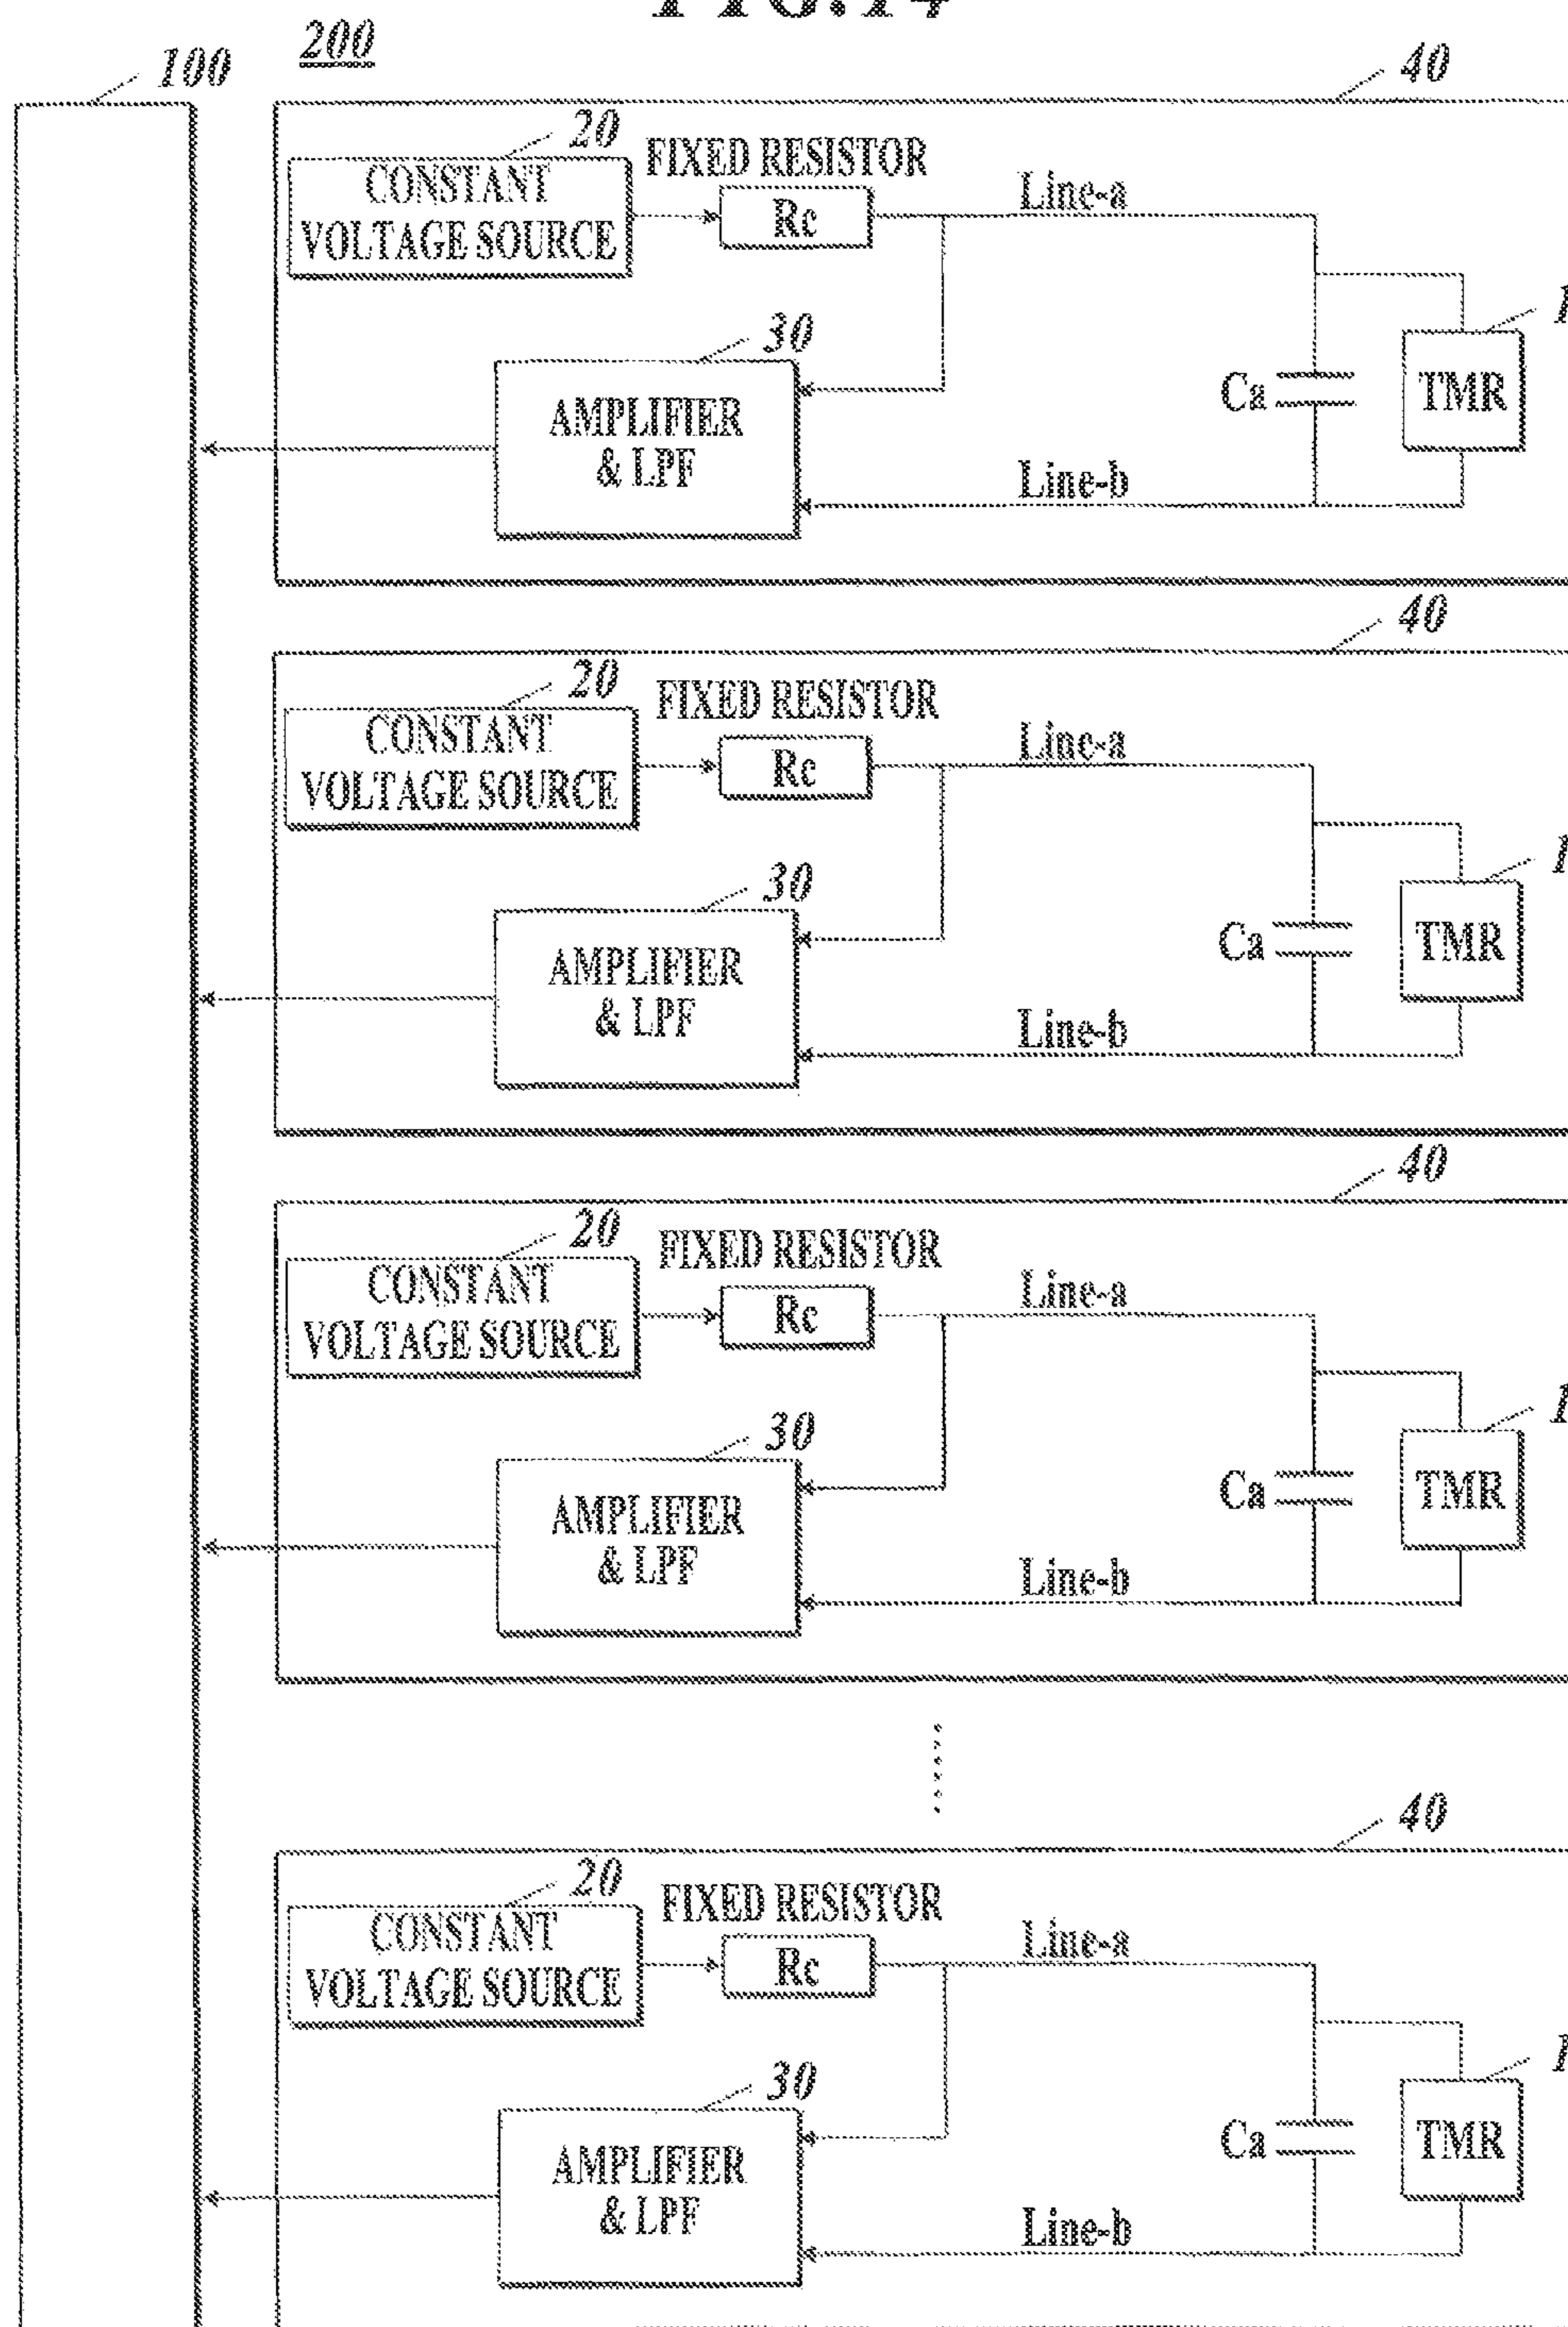 FIG.14
200
100
40
20
FIXED RESISTOR
CONSTANT
VOLTAGE SOURCE
Rc
Line-a
30
AMPLIFIER
& LPF
Ca
TMR
Line-b
40
20
FIXED RESISTOR
CONSTANT
VOLTAGE SOURCE
Rc
Line-a
30
AMPLIFIER
& LPF
Ca
TMR
Line-b
40
20
FIXED RESISTOR
CONSTANT
VOLTAGE SOURCE
Rc
Line-a
30
AMPLIFIER
& LPF
Ca
TMR
Line-b
40
20
FIXED RESISTOR
CONSTANT
VOLTAGE SOURCE
Rc
Line-a
30
AMPLIFIER
& LPF
Ca
TMR
Line-b